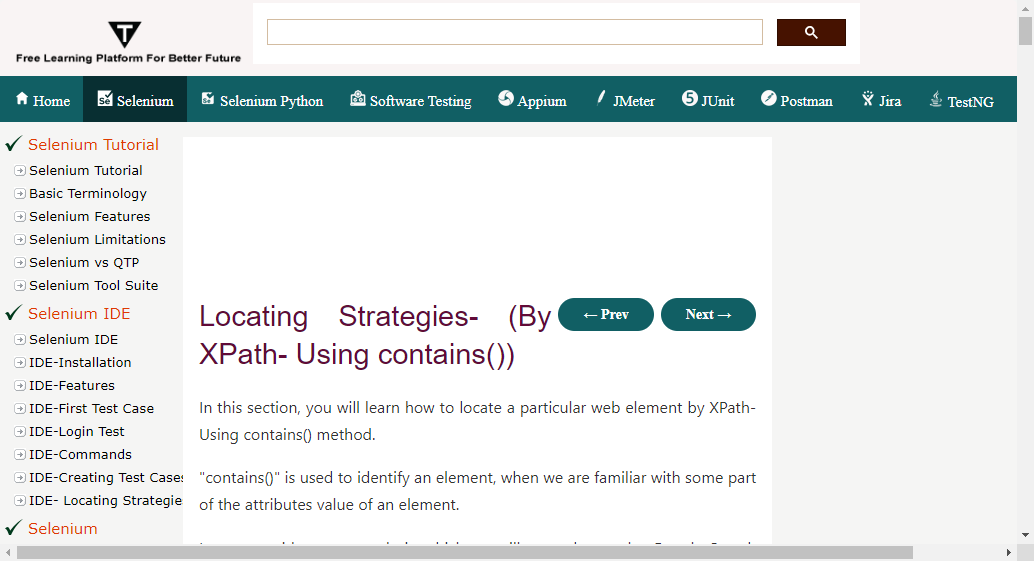 T
Free Learning Platform For Better Future
Home Selenium Selenium Python Software Testing Appium JMeter 5 JUnit Postman Jira TestNG
Selenium Tutorial
Selenium Tutorial
Basic Terminology
Selenium Features
Selenium Limitations
Selenium vs QTP
Selenium Tool Suite
Selenium IDE
Selenium IDE
IDE-Installation
IDE-Features
IDE-First Test Case
IDE-Login Test
IDE-Commands
IDE-Creating Test Cases
IDE- Locating Strategie
Selenium
← Prev Next →
Locating Strategies- (By
XPath- Using contains())
In this section, you will learn how to locate a particular web element by XPath-
Using contains() method.
"contains()" is used to identify an element, when we are familiar with some part
of the attributes value of an element.